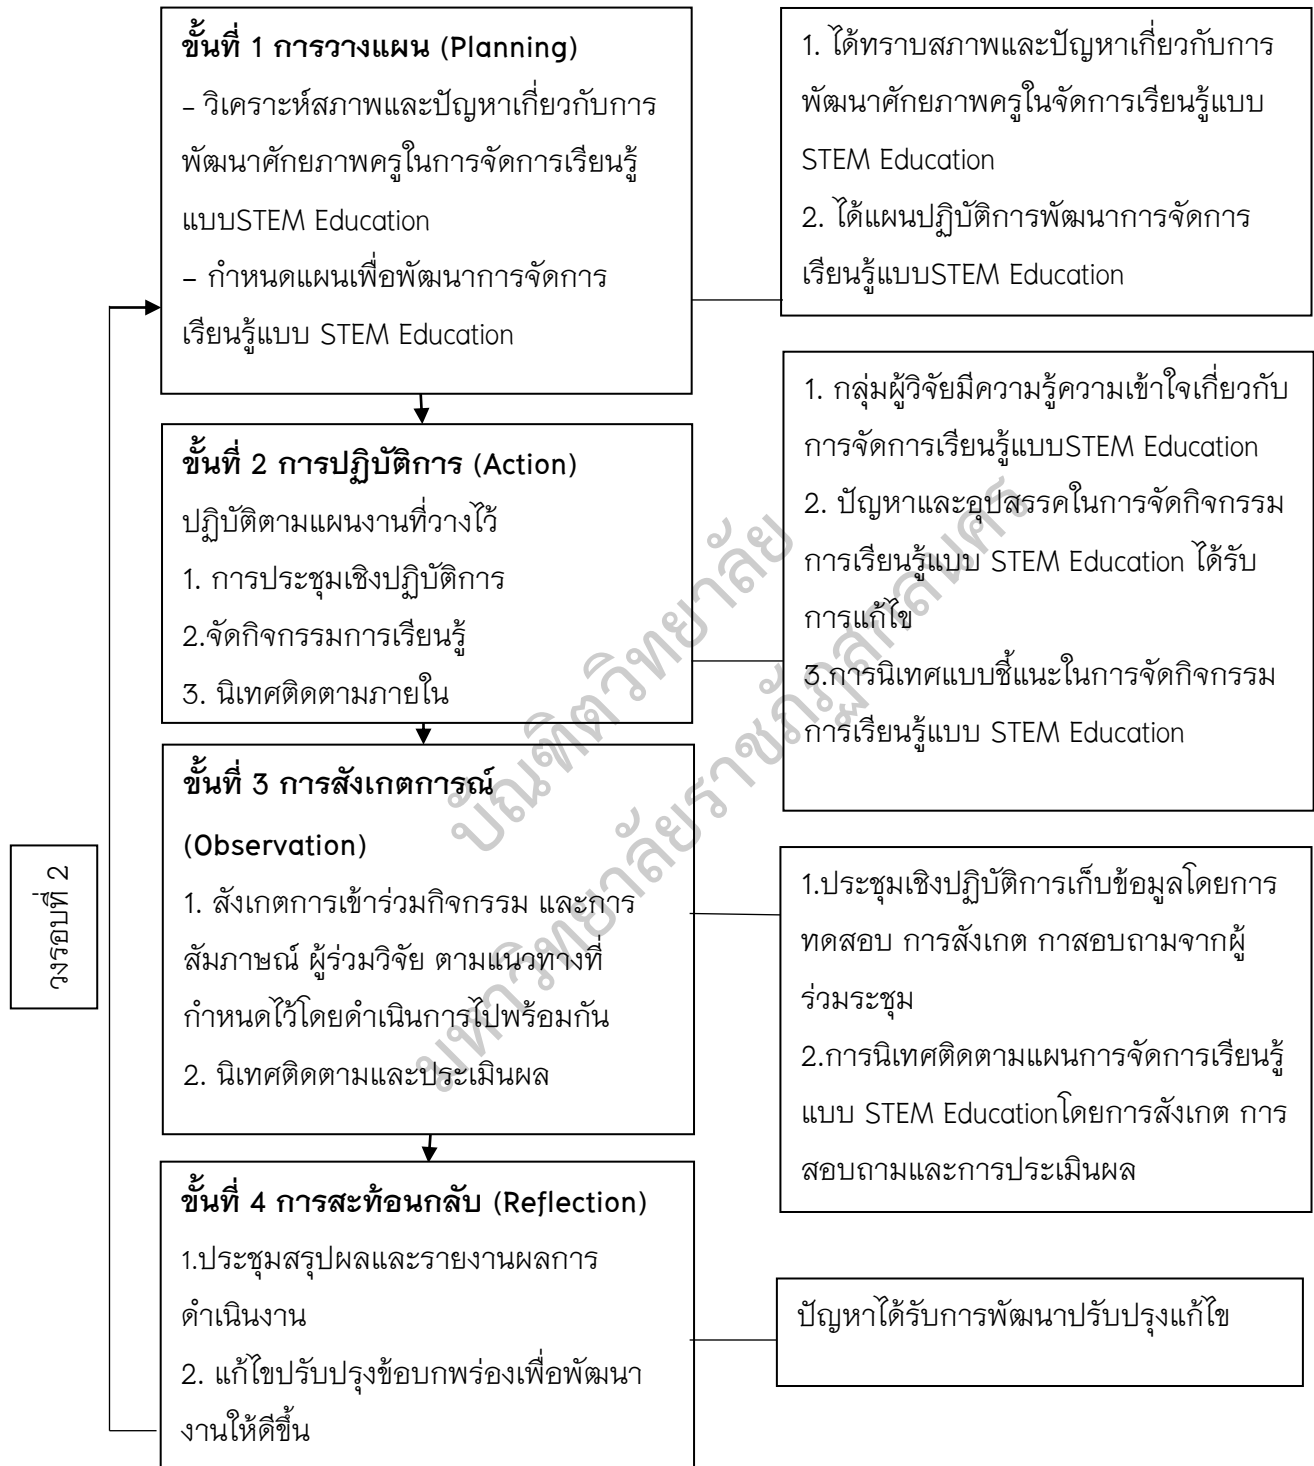 ขั้นที่ 1 การวางแผน (Planning)
– วิเคราะห์สภาพและปัญหาเกี่ยวกับการ
พัฒนาศักยภาพครูในการจัดการเรียนรู้
แบบSTEM Education
– กำหนดแผนเพื่อพัฒนาการจัดการ
เรียนรู้แบบ STEM Education
1. ได้ทราบสภาพและปัญหาเกี่ยวกับการ
พัฒนาศักยภาพครูในจัดการเรียนรู้แบบ
STEM Education
2. ได้แผนปฏิบัติการพัฒนาการจัดการ
เรียนรู้แบบSTEM Education
ขั้นที่ 2 การปฏิบัติการ (Action)
ปฏิบัติตามแผนงานที่วางไว้
1. การประชุมเชิงปฏิบัติการ
2.จัดกิจกรรมการเรียนรู้
3. นิเทศติดตามภายใน
1. กลุ่มผู้วิจัยมีความรู้ความเข้าใจเกี่ยวกับ
การจัดการเรียนรู้แบบSTEM Education
2. ปัญหาและอุปสรรคในการจัดกิจกรรม
การเรียนรู้แบบ STEM Education ได้รับ
การแก้ไข
3.การนิเทศแบบชี้แนะในการจัดกิจกรรม
การเรียนรู้แบบ STEM Education
ขั้นที่ 3 การสังเกตการณ์
(Observation)
1. สังเกตการเข้าร่วมกิจกรรม และการ
สัมภาษณ์ ผู้ร่วมวิจัย ตามแนวทางที่
กำหนดไว้โดยดำเนินการไปพร้อมกัน
2. นิเทศติดตามและประเมินผล
1.ประชุมเชิงปฏิบัติการเก็บข้อมูลโดยการ
ทดสอบ การสังเกต กาสอบถามจากผู้
ร่วมระชุม
2.การนิเทศติดตามแผนการจัดการเรียนรู้
แบบ STEM Educationโดยการสังเกต การ
สอบถามและการประเมินผล
ขั้นที่ 4 การสะท้อนกลับ (Reflection)
1.ประชุมสรุปผลและรายงานผลการ
ดำเนินงาน
2. แก้ไขปรับปรุงข้อบกพร่องเพื่อพัฒนา
งานให้ดีขึ้น
ปัญหาได้รับการพัฒนาปรับปรุงแก้ไข
วงรอบที่ 2
บัณฑิตวิทยาลัย
มหาวิทยาลัยราชภัฏสกลนคร